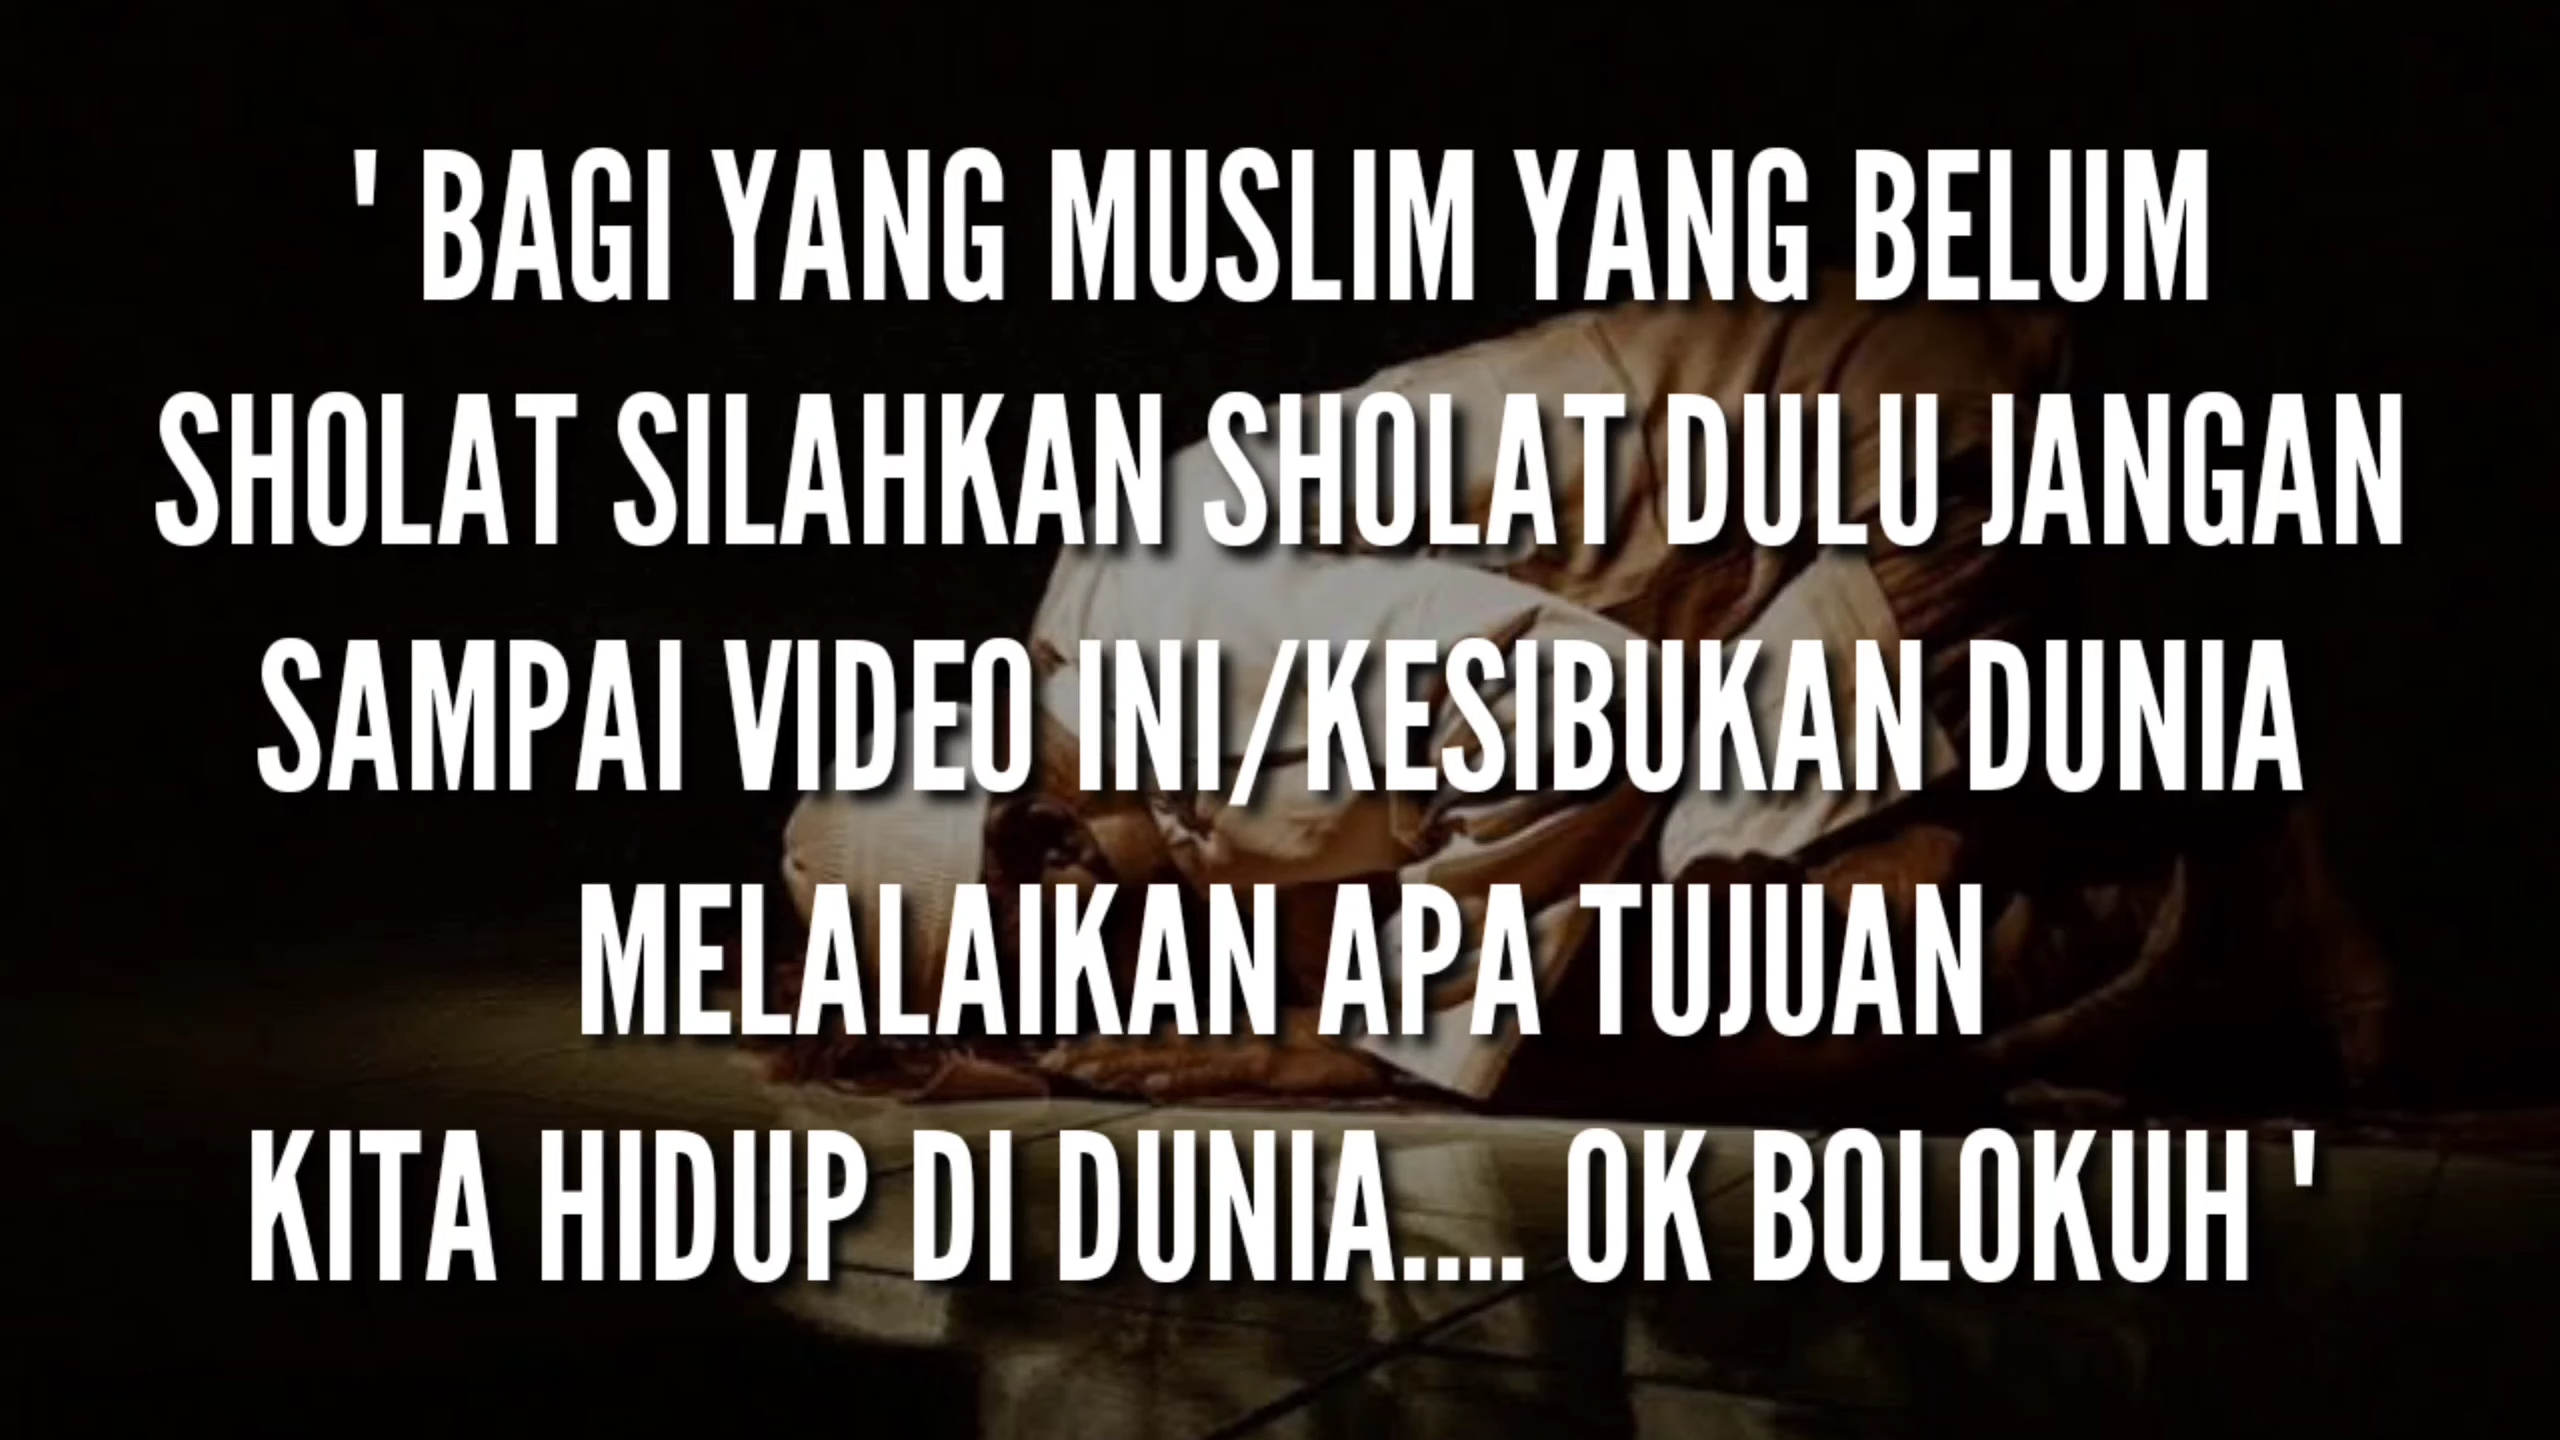 ' BAGI YANG MUSLIM YANG BELUM
SHOLAT SILAHKAN SHOLAT DULU JANGAN
SAMPAI VIDEO INI/KESIBUKAN DUNIA
MELALAIKAN APA TUJUAN
KITA HIDUP DI DUNIA.... OK BOLOKUH '